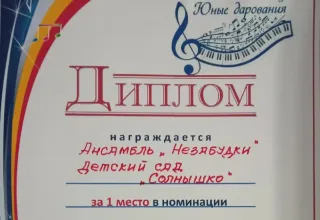 Юные дарования
ДИПЛОМ
награждается
Ансамбль „Незабудки"
Детский сад
„Солнышко"
за 1 место в номинации